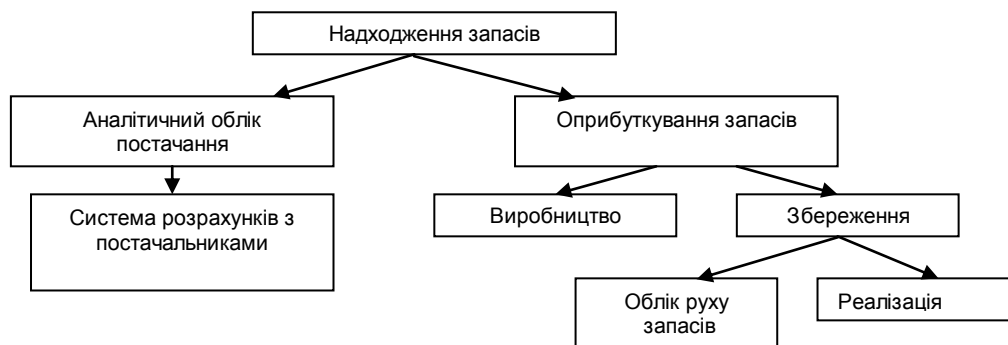 Надходження запасів
Аналітичний облік
постачання
Оприбуткування запасів
Система розрахунків з
постачальниками
Виробництво
Збереження
Облік руху
запасів
Реалізація